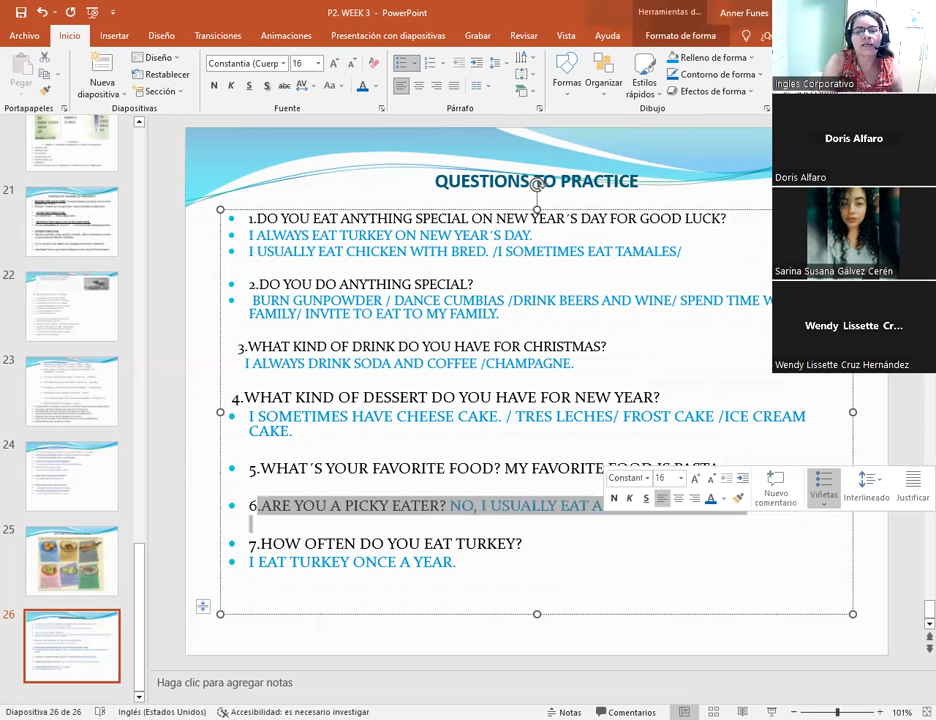 P2. WEEK 3 - PowerPoint
Herramientas d...
Anner Funes
Archivo
Inicio
Insertar
Diseño
Transiciones
Animaciones
Presentación con diapositivas
Grabar
Revisar
Vista
Ayuda
Formato de forma
Pegar
Portapapeles
Nueva
diapositiva
Diseño
Restablecer
Sección
Diapositivas
Constantia (Cuerp
16
N K S abc AV Aa A
Fuente
Párrafo
Formas
Organizar
Estilos
rápidos
Relleno de forma
Contorno de forma
Efectos de forma
Dibujo
Inglés Corporativo
Doris Alfaro
Doris Alfaro
Sarina Susana Gálvez Cerén
Wendy Lissette Cr...
Wendy Lissette Cruz Hernández
21
22
23
24
25
26
QUESTIONS TO PRACTICE
1.DO YOU EAT ANYTHING SPECIAL ON NEW YEAR´S DAY FOR GOOD LUCK?
I ALWAYS EAT TURKEY ON NEW YEAR´S DAY.
I USUALLY EAT CHICKEN WITH BRED. /I SOMETIMES EAT TAMALES/
2.DO YOU DO ANYTHING SPECIAL?
BURN GUNPOWDER / DANCE CUMBIAS /DRINK BEERS AND WINE/ SPEND TIME W
FAMILY/ INVITE TO EAT TO MY FAMILY.
3.WHAT KIND OF DRINK DO YOU HAVE FOR CHRISTMAS?
I ALWAYS DRINK SODA AND COFFEE /CHAMPAGNE.
4.WHAT KIND OF DESSERT DO YOU HAVE FOR NEW YEAR?
I SOMETIMES HAVE CHEESE CAKE. / TRES LECHES/ FROST CAKE /ICE CREAM
CAKE.
5.WHAT´S YOUR FAVORITE FOOD? MY FAVORITE FOOD IS PASTA
6.ARE YOU A PICKY EATER? NO, I USUALLY EAT A
7.HOW OFTEN DO YOU EAT TURKEY?
I EAT TURKEY ONCE A YEAR.
Constant
16
N K S
A
Nuevo
comentario
Viñetas
Interlineado
Justificar
Haga clic para agregar notas
Diapositiva 26 de 26
Inglés (Estados Unidos)
Accesibilidad: es necesario investigar
Notas
Comentarios
101%